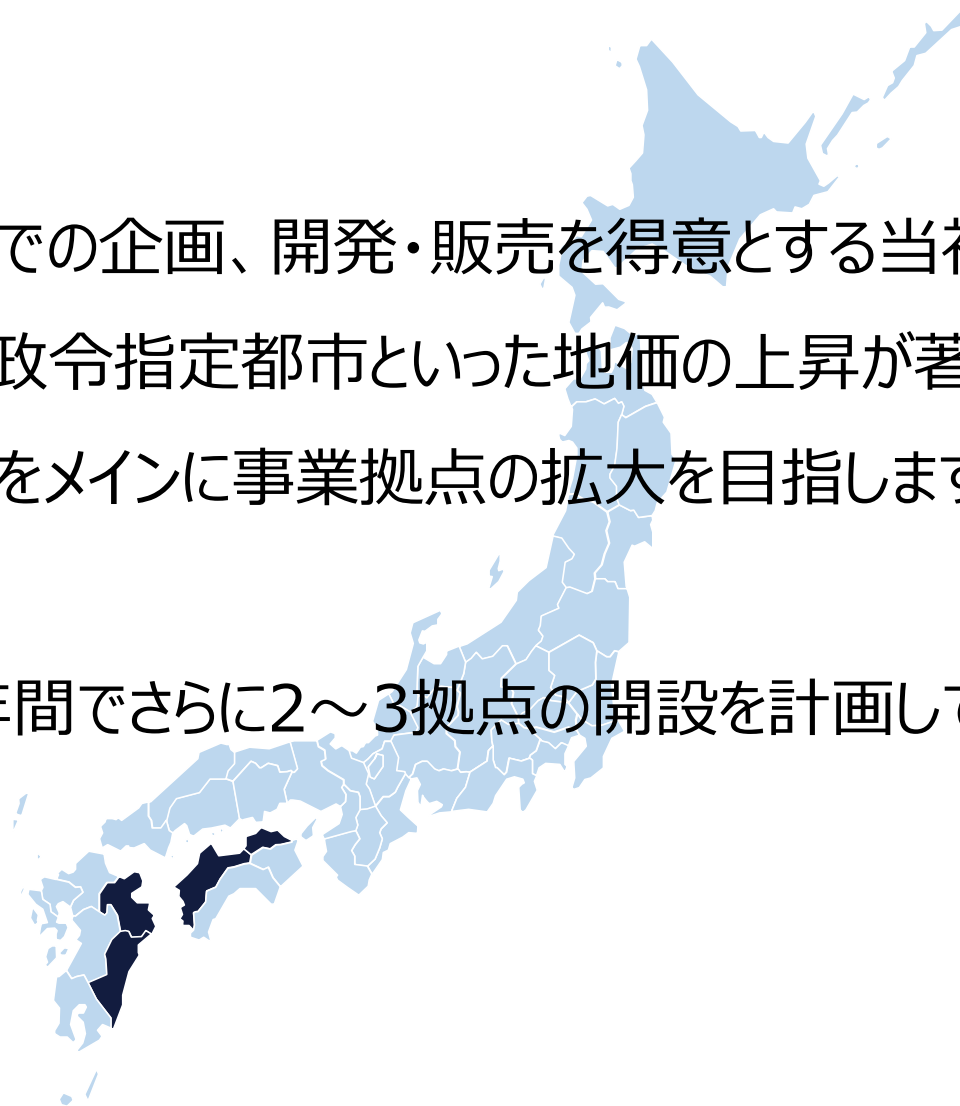 での企画、開発・販売を得意とする当社
政令指定都市といった地価の上昇が著
をメインに事業拠点の拡大を目指します
年間でさらに2～3拠点の開設を計画して